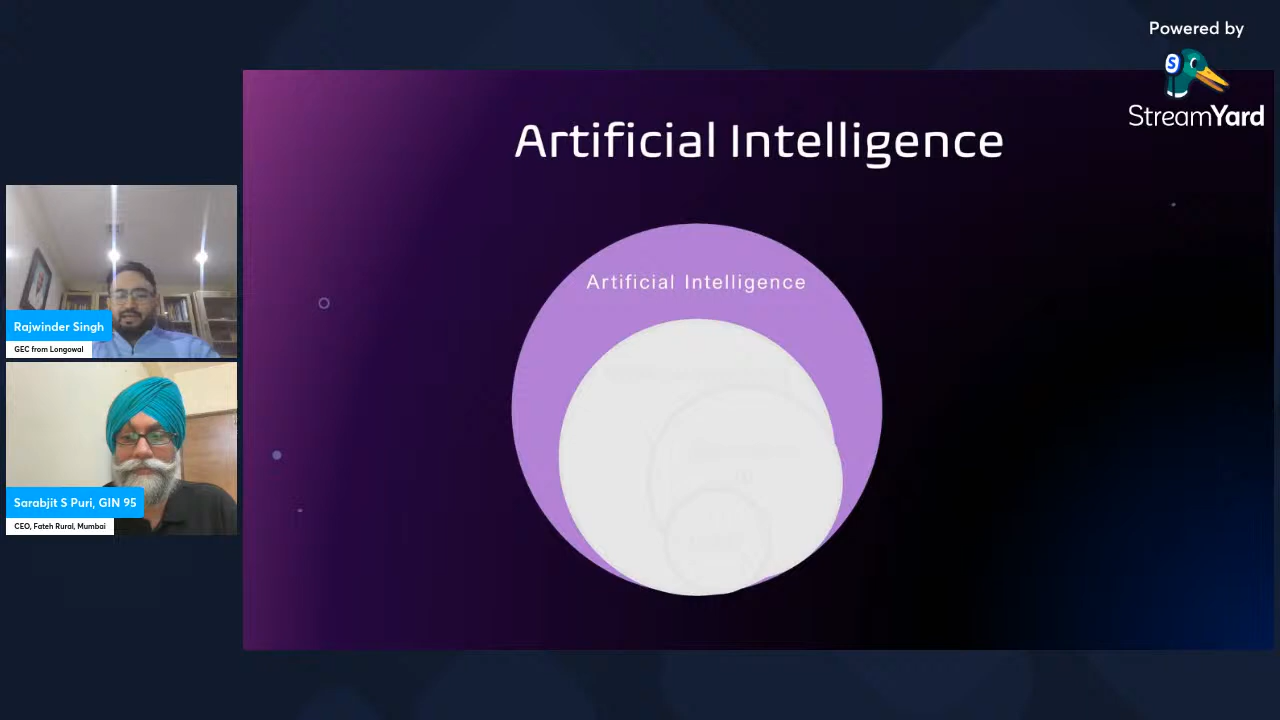 Powered by
StreamYard
Artificial Intelligence
Artificial Intelligence
Rajwinder Singh
GEC from Longowal
Sarabjit S Puri, GIN 95
CEO, Fateh Rural, Mumbai